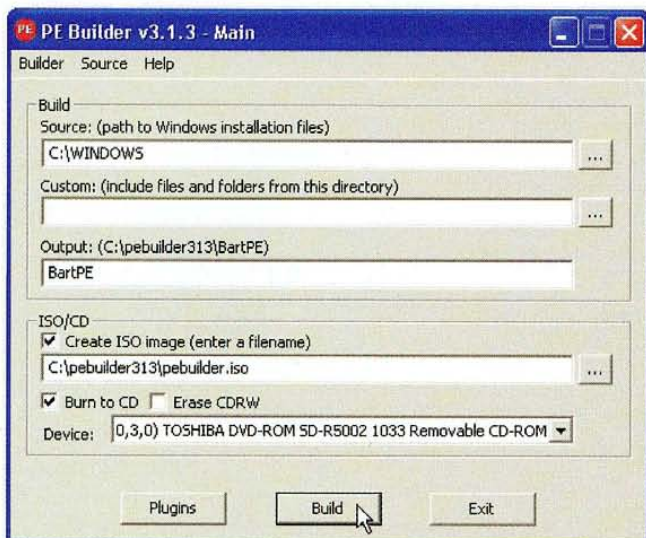 PE
PE Builder v3.1.3 - Main
Builder Source Help
Build
Source: (path to Windows installation files)
C:\WINDOWS
...
Custom: (include files and folders from this directory)
...
Output: (C:\pebuilder313\BartPE)
BartPE
ISO/CD
Create ISO image (enter a filename)
C:\pebuilder313\pebuilder.iso
...
Burn to CD Erase CDRW
Device: 0,3,0) TOSHIBA DVD-ROM SD-R5002 1033 Removable CD-ROM
Plugins Build Exit